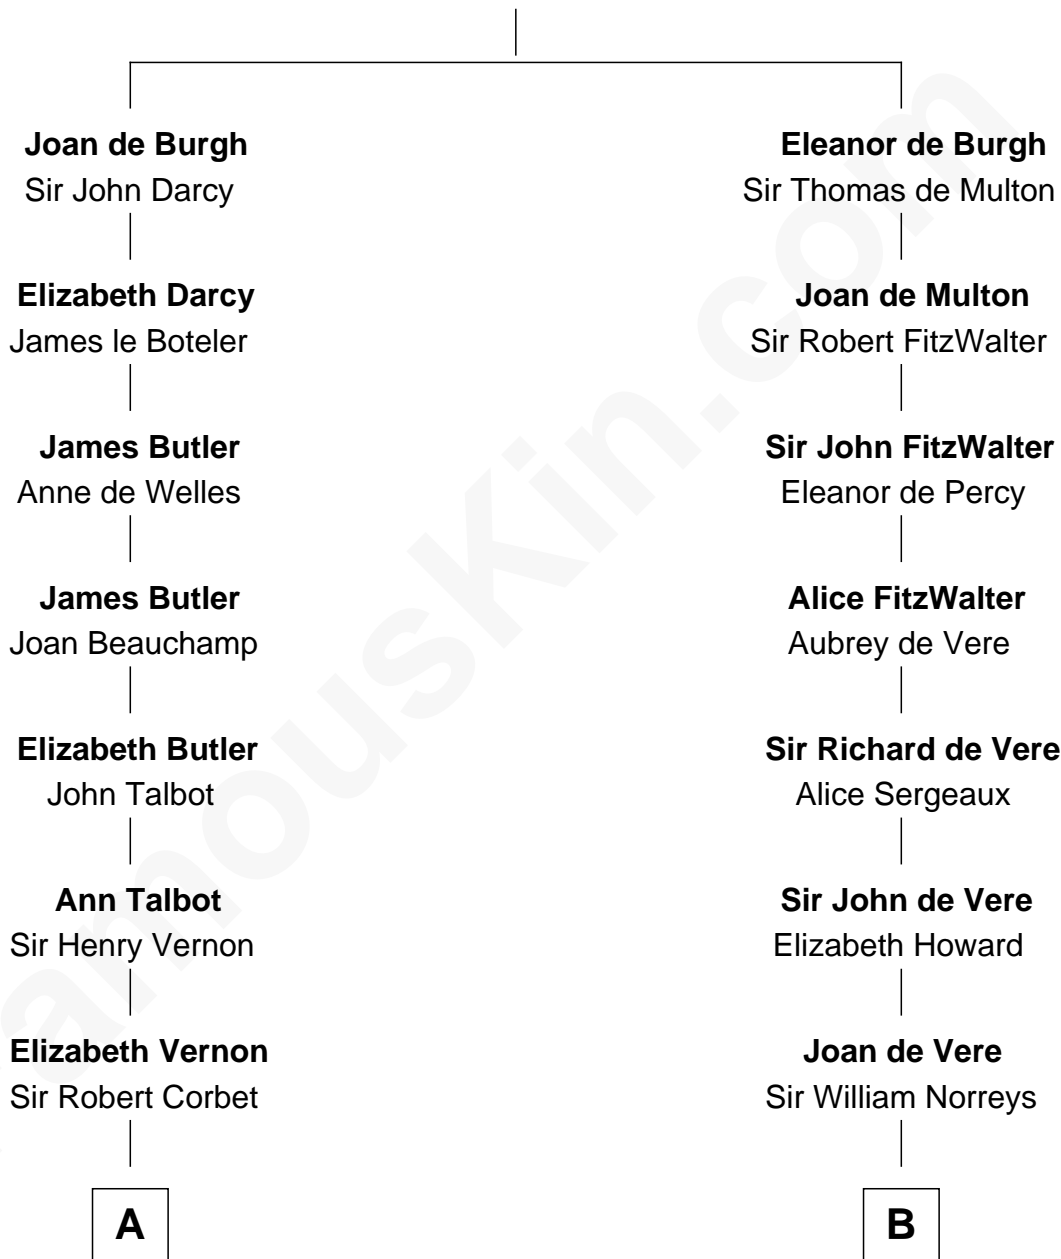 Joan de Burgh
Sir John Darcy
Eleanor de Burgh
Sir Thomas de Multon
Elizabeth Darcy
James le Boteler
Joan de Multon
Sir Robert FitzWalter
James Butler
Anne de Welles
Sir John FitzWalter
Eleanor de Percy
James Butler
Joan Beauchamp
Alice FitzWalter
Aubrey de Vere
Elizabeth Butler
John Talbot
Sir Richard de Vere
Alice Sergeaux
Ann Talbot
Sir Henry Vernon
Sir John de Vere
Elizabeth Howard
Elizabeth Vernon
Sir Robert Corbet
Joan de Vere
Sir William Norreys
A
B
amouskin.com